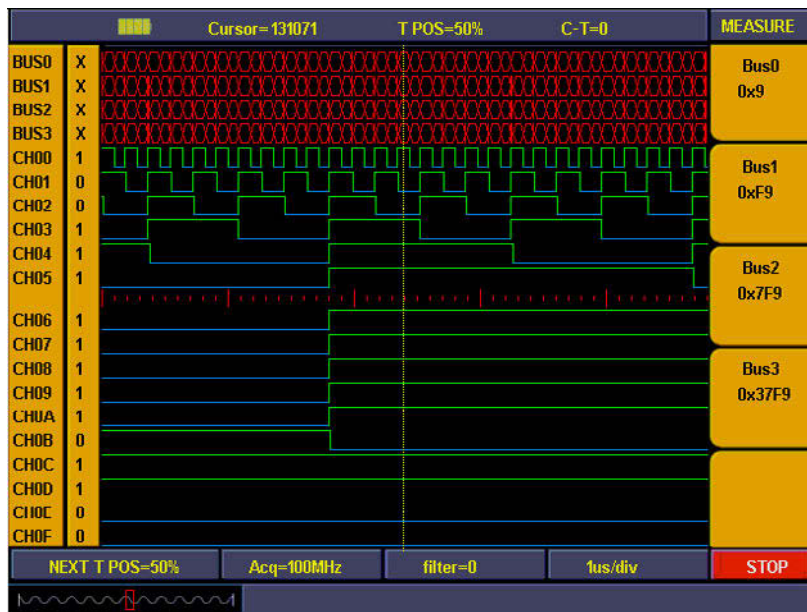 Cursor=131071 T POS=50% C-T=0 MEASURE
BUS0 X
BUS1 X
BUS2 X
BUS3 X
CH00 1
CH01 0
CH02 0
CH03 1
CH04 1
CH05 1
CH06 1
CH07 1
CH08 1
CH09 1
CH0A 1
CH0B 0
CH0C 1
CH0D 1
CH0E 0
CH0F 0
Bus0
0x9
Bus1
0xF9
Bus2
0x7F9
Bus3
0x37F9
NEXT T POS=50% Acq=100MHz filter=0 1us/div STOP